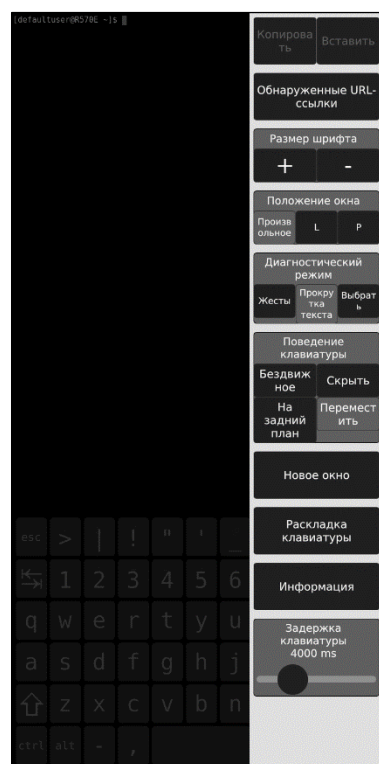 [defaultuser@R570E ~]$
Копирова
ть
Вставить
Обнаруженные URL-
ссылки
Размер шрифта
+ -
Положение окна
Произв
ольное
L P
Диагностический
режим
Жесты
Прокру
тка
текста
Выбрат
ь
Поведение
клавиатуры
Бездвиж
ное
Скрыть
На
задний
план
Перемест
ить
Новое окно
Раскладка
клавиатуры
Информация
Задержка
клавиатуры
4000 ms
esc > | ! " ' _
1 2 3 4 5 6
q w e r t y u
a s d f g h j
z x c v b n
ctrl alt - ,